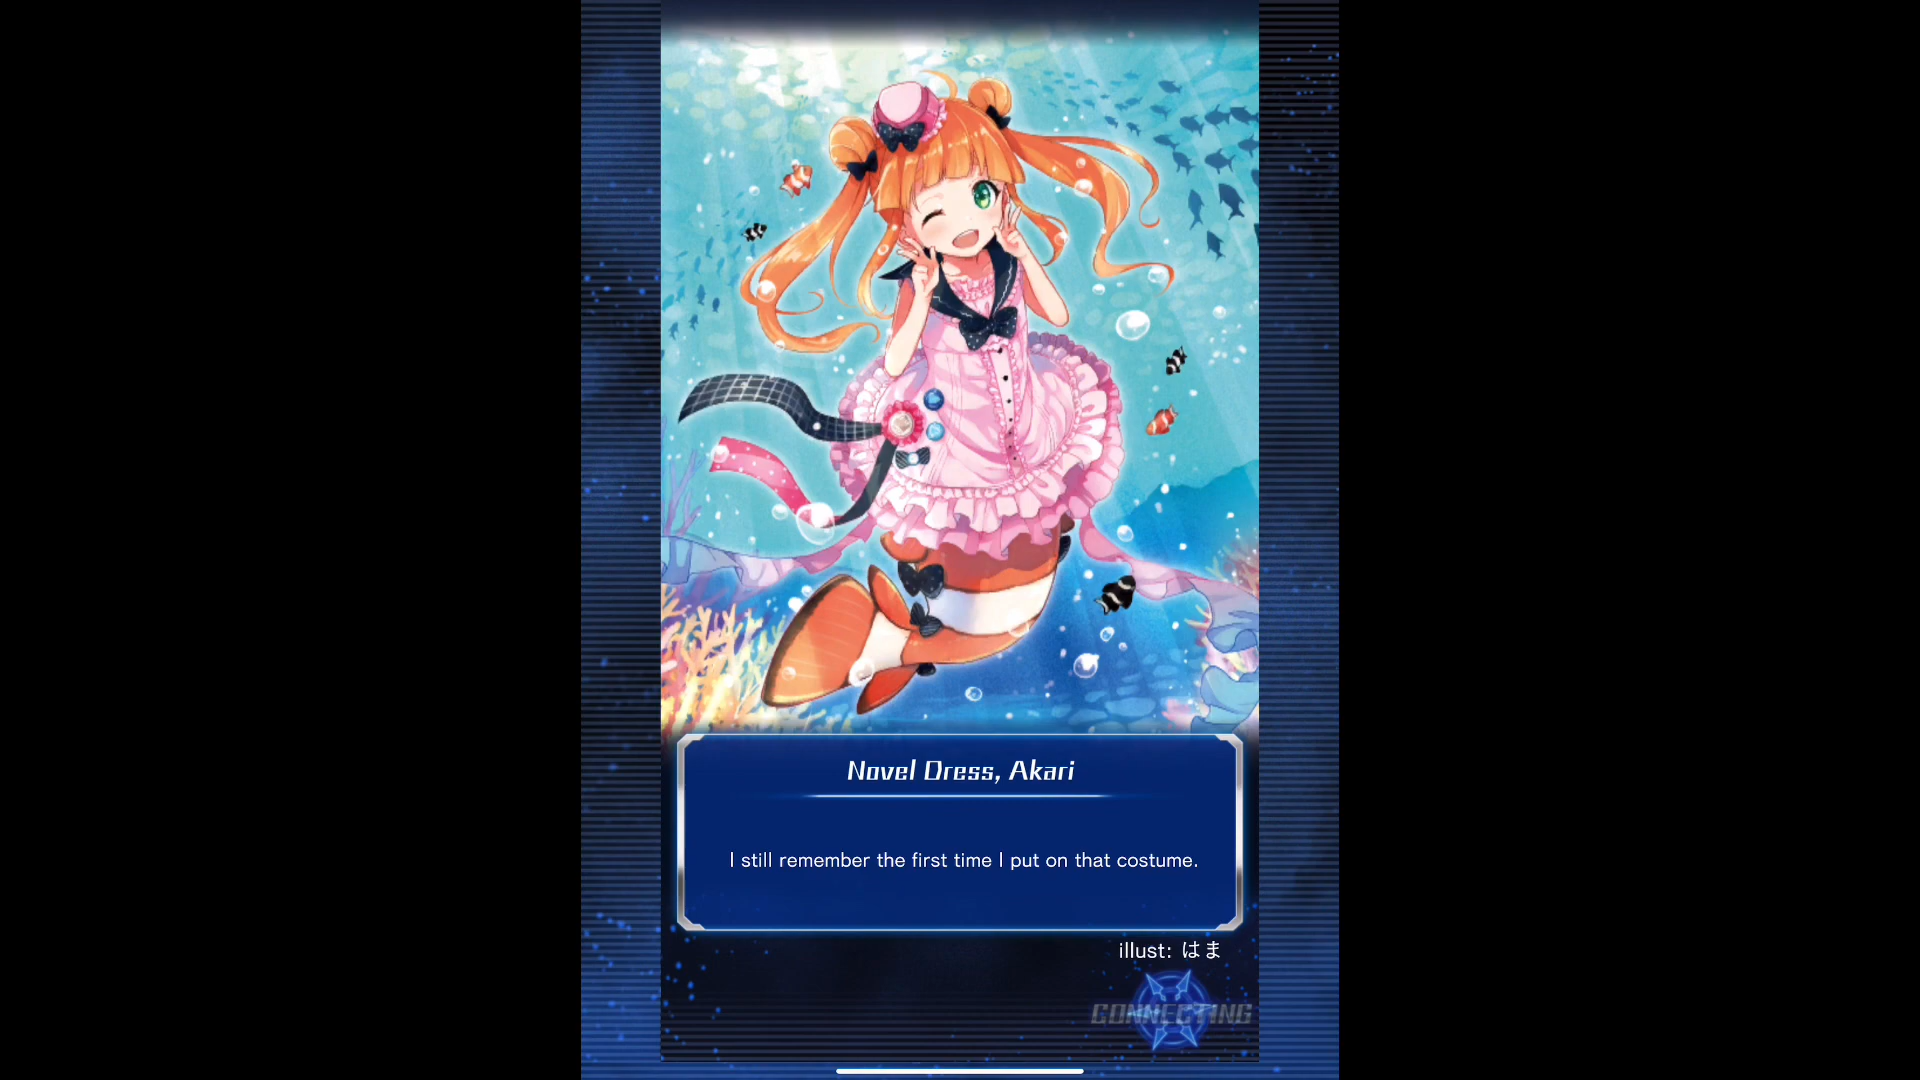 Novel Dress, Akari
I still remember the first time I put on that costume.
illust: はま
CONNECTING